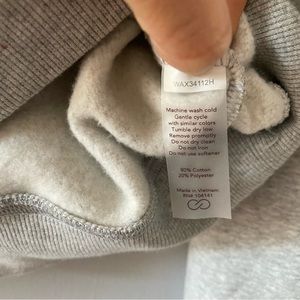 WAX34112H
Machine wash cold
Gentle cycle
with similar colors
Tumble dry low
Remove promptly
Do not dry clean
Do not iron
Do not use softener
80% Cotton
20% Polyester
Made in Vietnam
RN# 104141